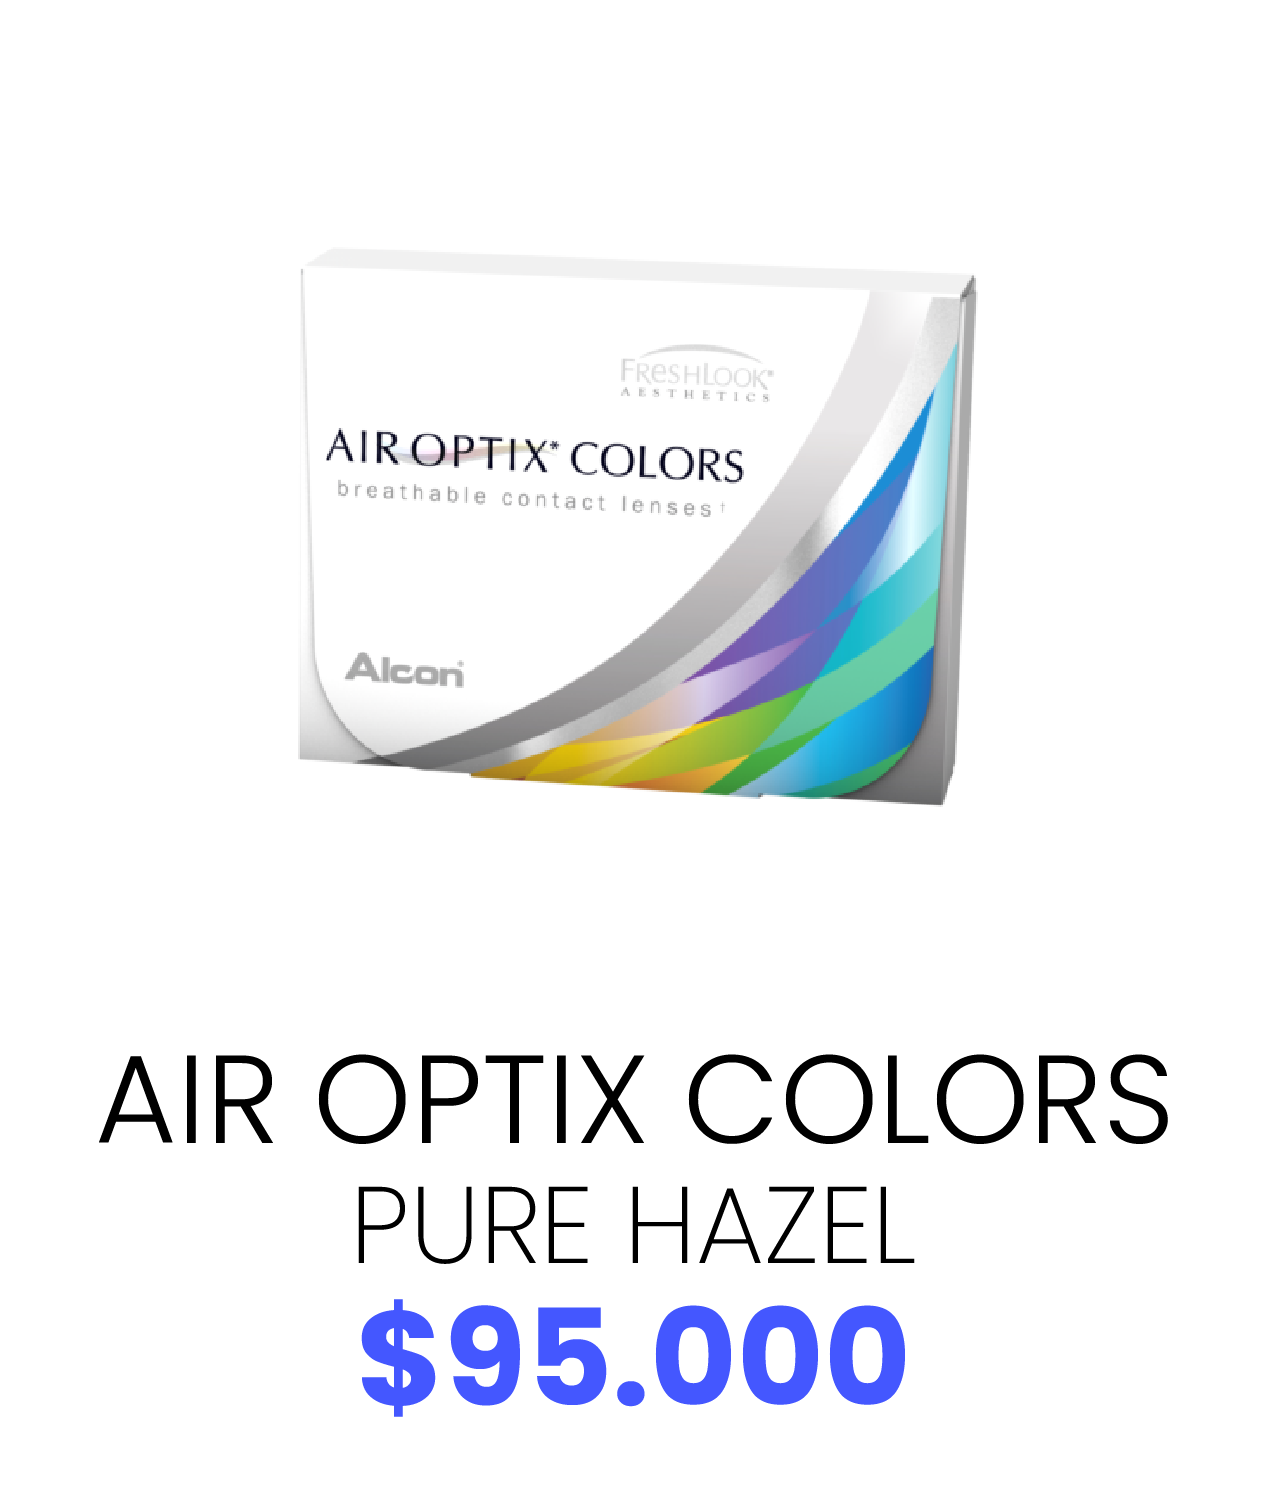 FRESHLOOK®
AESTHETICS
AIR OPTIX* COLORS
breathable contact lenses†
Alcon®
AIR OPTIX COLORS
PURE HAZEL
$95.000